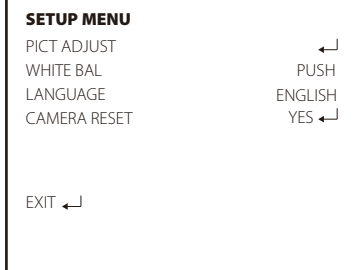 SETUP MENU
PICT ADJUST ↵
WHITE BAL PUSH
LANGUAGE ENGLISH
CAMERA RESET YES ↵
EXIT ↵